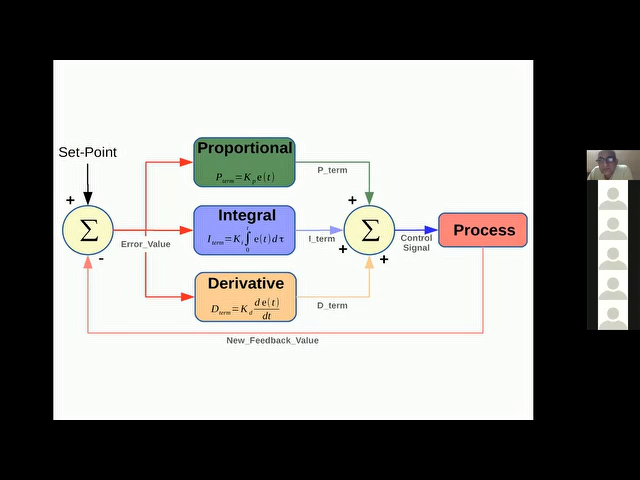 Set-Point
+
Σ
-
Error_Value
Proportional
P_term=K_p e(t)
P_term
Integral
I_term=K_i∫_0^t e(t)dτ
I_term
Derivative
D_term=K_d de(t)/dt
D_term
+
+
Σ
+
Control
Signal
Process
New_Feedback_Value